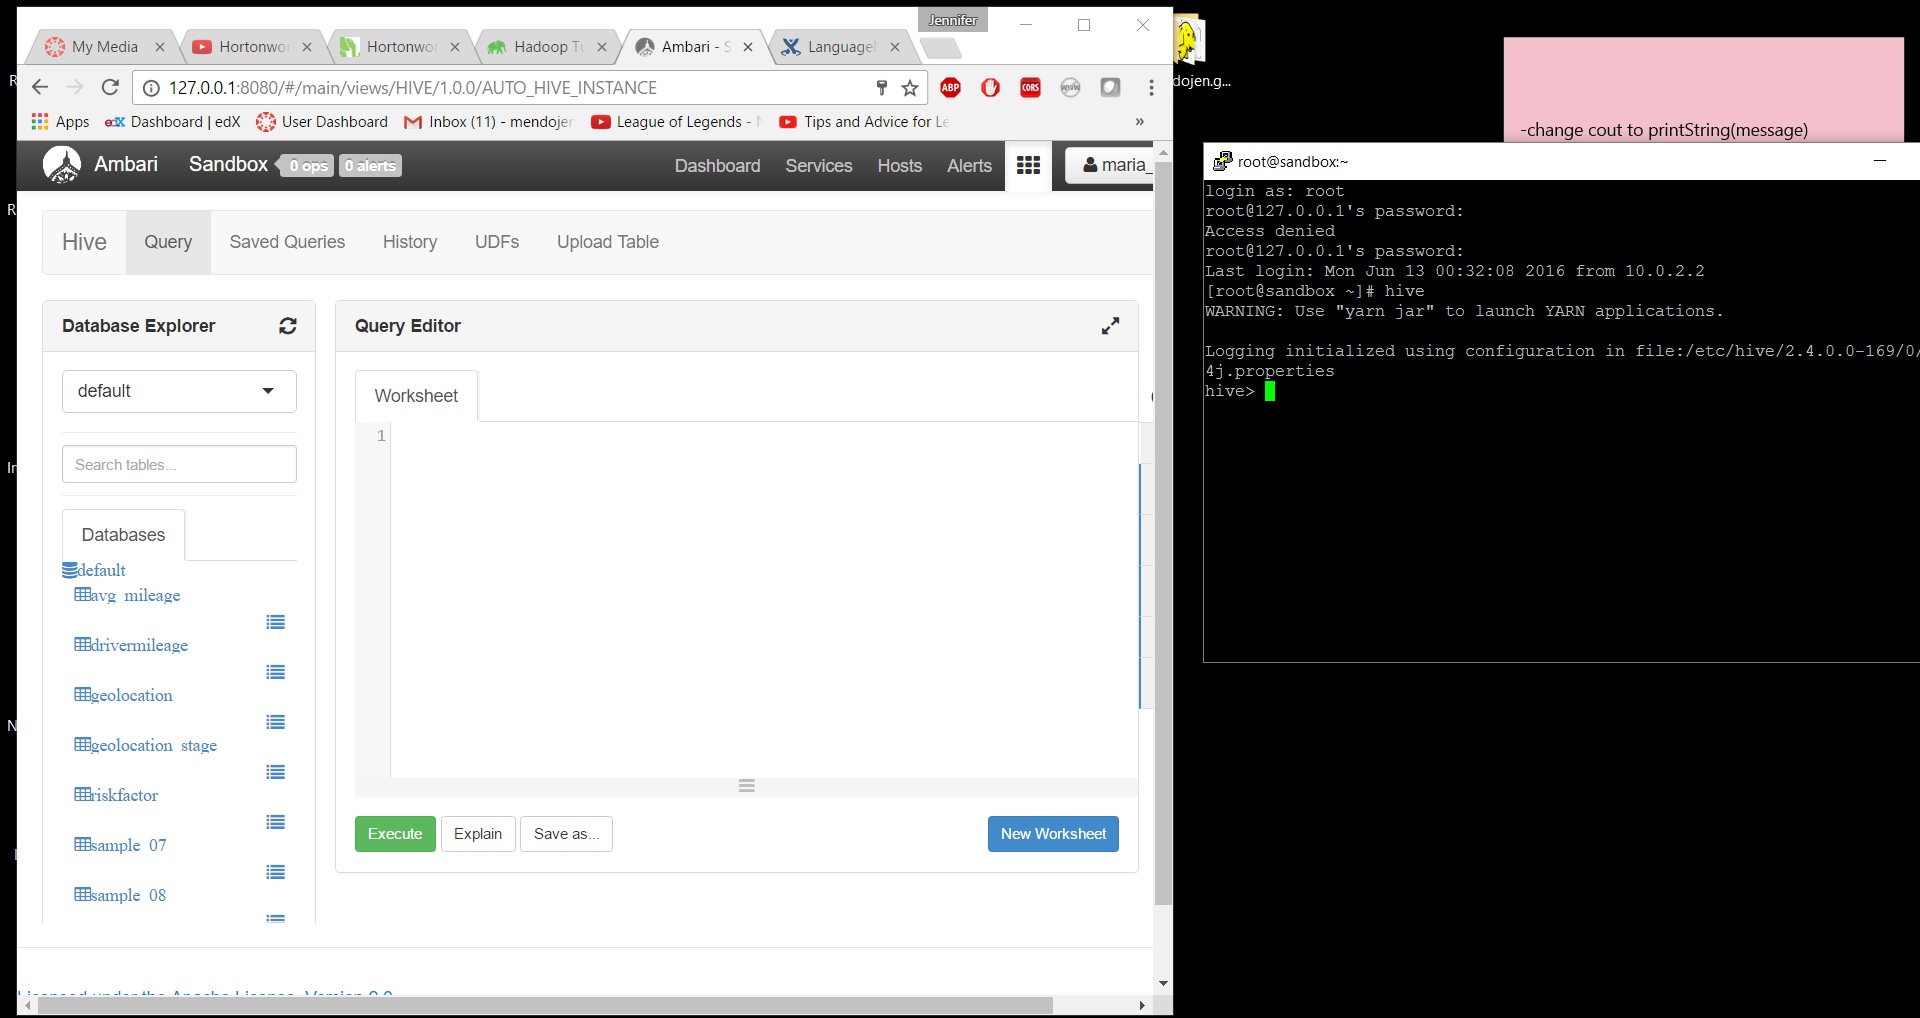 Jennifer
My Media
Hortonwo
Hortonwo
Hadoop Tu
Ambari - S
Language
127.0.0.1:8080/#/main/views/HIVE/1.0.0/AUTO_HIVE_INSTANCE
ABP
CORS
Apps
edX Dashboard | edX
User Dashboard
Inbox (11) - mendojen
League of Legends -
Tips and Advice for Le
»
Ambari
Sandbox
0 ops
0 alerts
Dashboard
Services
Hosts
Alerts
maria_
Hive
Query
Saved Queries
History
UDFs
Upload Table
Database Explorer
default
Search tables...
Databases
default
avg_mileage
drivermileage
geolocation
geolocation_stage
riskfactor
sample_07
sample_08
Query Editor
Worksheet
1
Execute
Explain
Save as...
New Worksheet
Licensed under the Apache License, Version 2.0
dojen.g...
-change cout to printString(message)
root@sandbox:~
login as: root
root@127.0.0.1's password:
Access denied
root@127.0.0.1's password:
Last login: Mon Jun 13 00:32:08 2016 from 10.0.2.2
[root@sandbox ~]# hive
WARNING: Use "yarn jar" to launch YARN applications.
Logging initialized using configuration in file:/etc/hive/2.4.0.0-169/0/
4j.properties
hive>